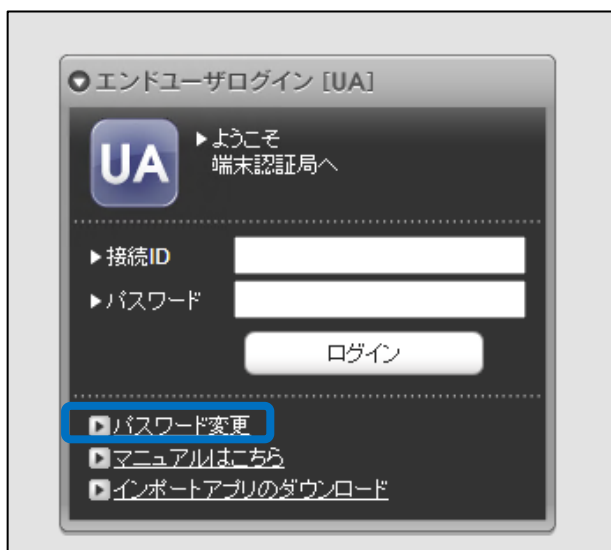 エンドユーザログイン [UA]
UA
ようこそ
端末認証局へ
接続ID
パスワード
ログイン
パスワード変更
マニュアルはこちら
インポートアプリのダウンロード